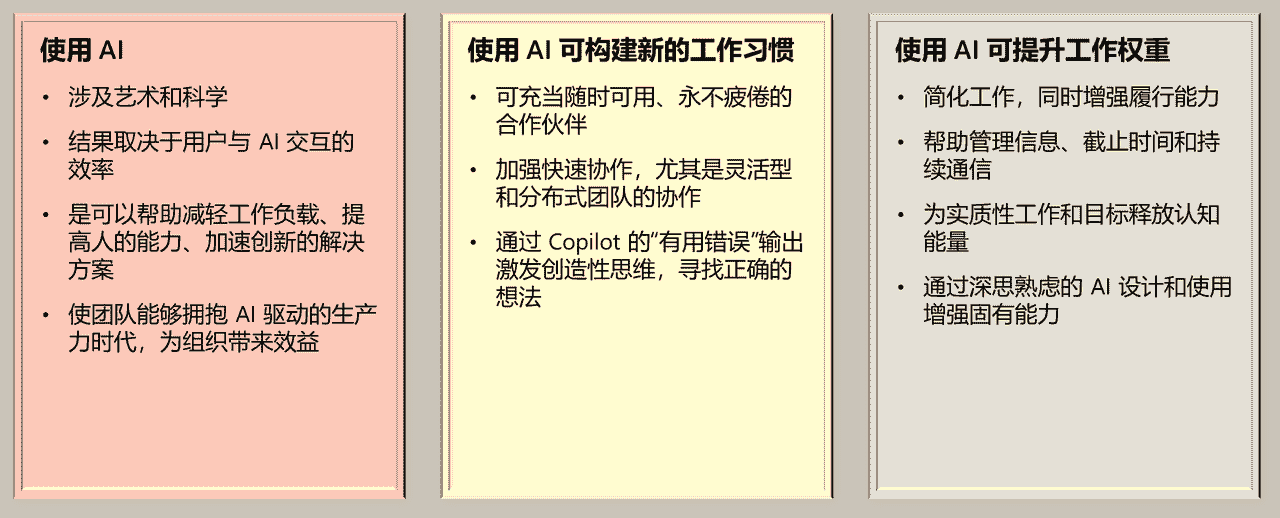 使用 AI
• 涉及艺术和科学
• 结果取决于用户与 AI 交互的
效率
• 是可以帮助减轻工作负载、提
高人的能力、加速创新的解决
方案
• 使团队能够拥抱 AI 驱动的生产
力时代，为组织带来效益
使用 AI 可构建新的工作习惯
• 可充当随时可用、永不疲倦的
合作伙伴
• 加强快速协作，尤其是灵活型
和分布式团队的协作
• 通过 Copilot 的“有用错误”输出
激发创造性思维，寻找正确的
想法
使用 AI 可提升工作权重
• 简化工作，同时增强履行能力
• 帮助管理信息、截止时间和持
续通信
• 为实质性工作和目标释放认知
能量
• 通过深思熟虑的 AI 设计和使用
增强固有能力